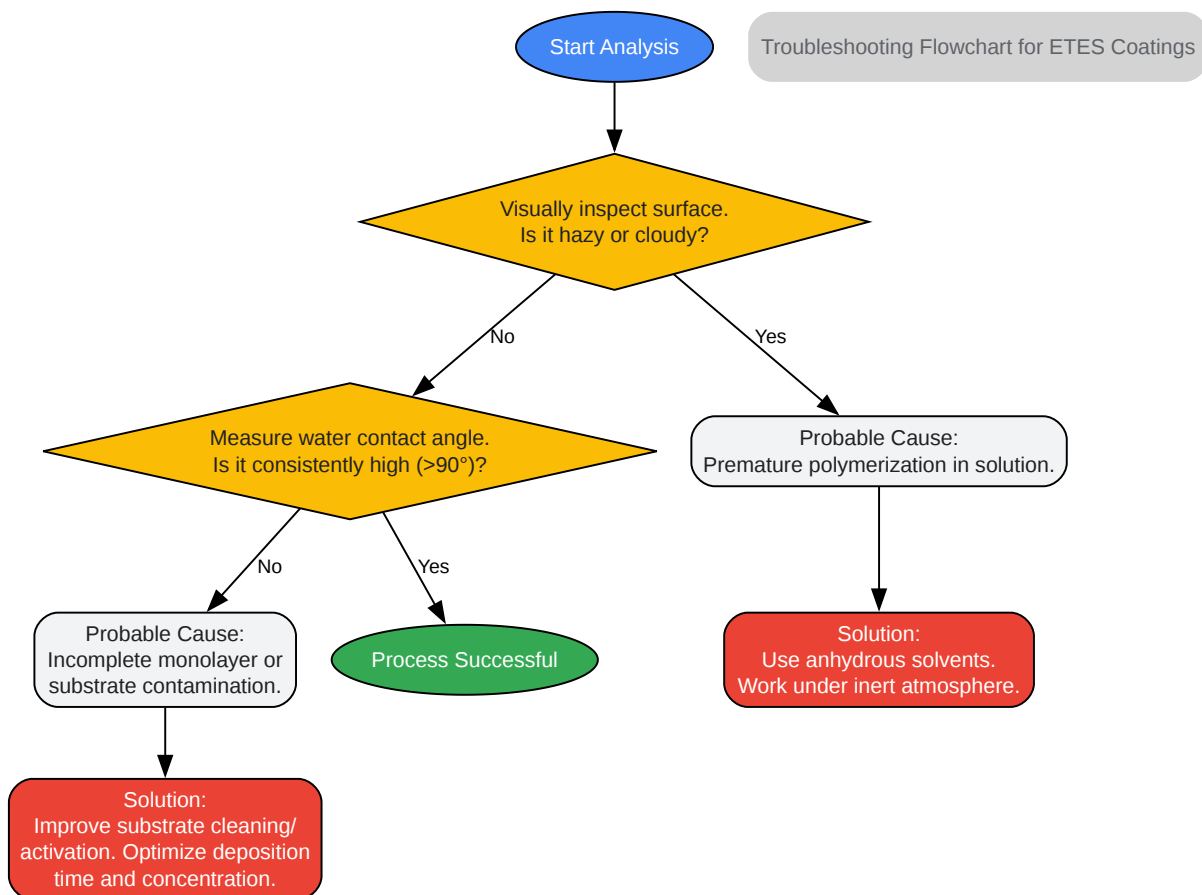 Start Analysis
Troubleshooting Flowchart for ETES Coatings
Visually inspect surface.
Is it hazy or cloudy?
No
Yes
Measure water contact angle.
Is it consistently high (>90°)?
Probable Cause:
Premature polymerization in solution.
No
Yes
Probable Cause:
Incomplete monolayer or
substrate contamination.
Process Successful
Solution:
Use anhydrous solvents.
Work under inert atmosphere.
Solution:
Improve substrate cleaning/
activation. Optimize deposition
time and concentration.